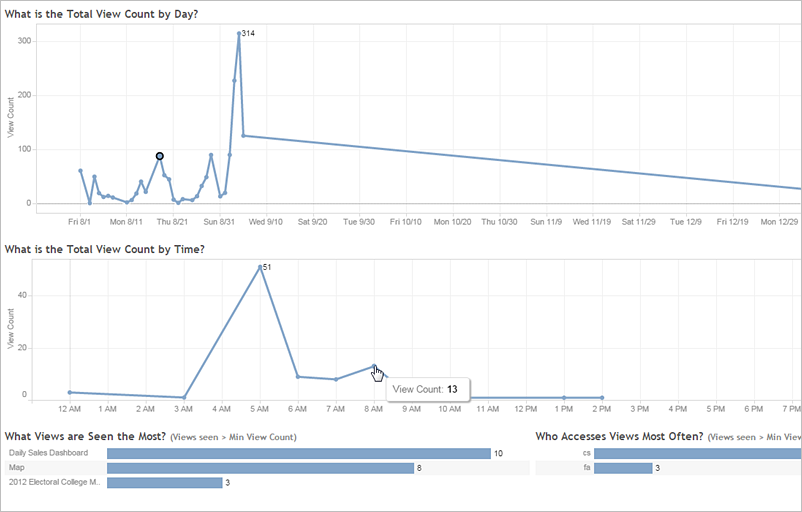 What is the Total View Count by Day?
300
200
100
0
View Count
314
Fri 8/1 Mon 8/11 Thu 8/21 Sun 8/31 Wed 9/10 Sat 9/20 Tue 9/30 Fri 10/10 Mon 10/20 Thu 10/30 Sun 11/9 Wed 11/19 Sat 11/29 Tue 12/9 Fri 12/19 Mon 12/29
What is the Total View Count by Time?
40
20
0
View Count
51
View Count: 13
12 AM 1 AM 2 AM 3 AM 4 AM 5 AM 6 AM 7 AM 8 AM 9 AM 10 AM 11 AM 12 PM 1 PM 2 PM 3 PM 4 PM 5 PM 6 PM 7 PM
What Views are Seen the Most? (Views seen > Min View Count)
Daily Sales Dashboard 10
Map 8
2012 Electoral College M.. 3
Who Accesses Views Most Often? (Views seen > Min View
cs
fa 3